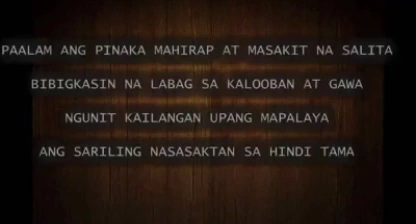 PAALAM ANG PINAKA MAHIRAP AT MASAKIT NA SALITA
BIBIGKASIN NA LABAG SA KALOOBAN AT GAWA
NGUNIT KAILANGAN UPANG MAPALAYA
ANG SARILING NASASAKTAN SA HINDI TAMA